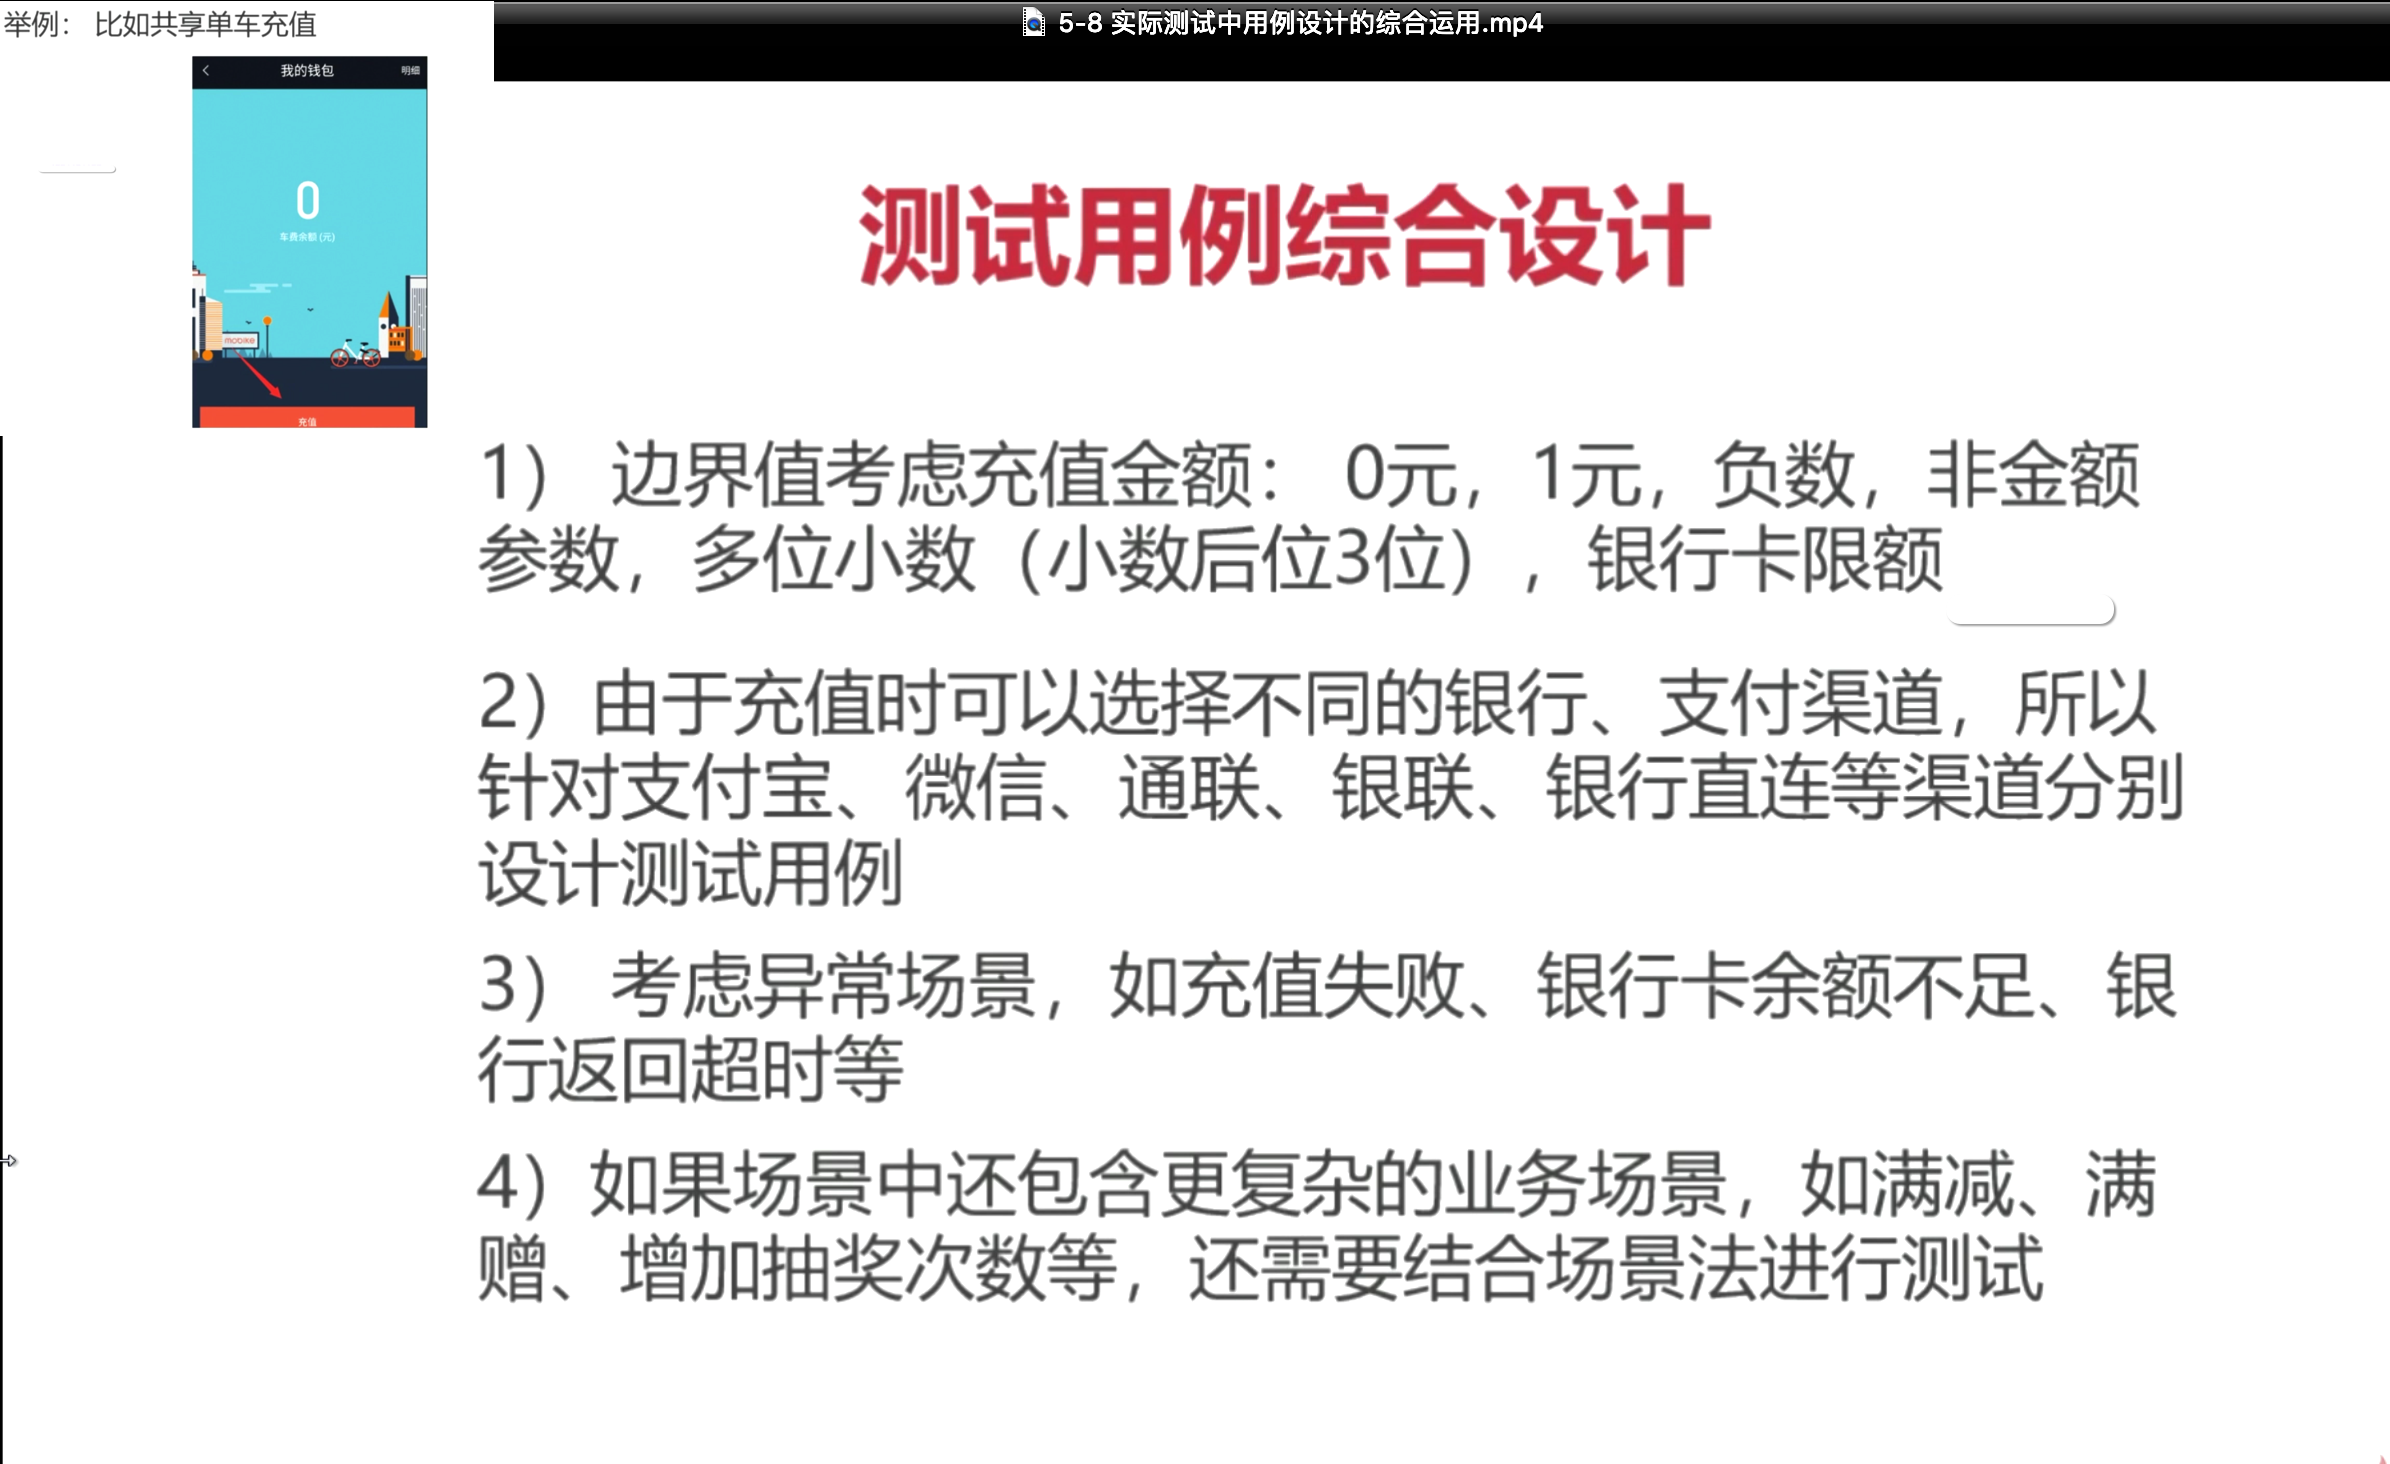 举例： 比如共享单车充值
5-8 实际测试中用例设计的综合运用.mp4
我的钱包
明细
0
车费余额 (元)
mobike
充值
测试用例综合设计
1） 边界值考虑充值金额： 0元，1元，负数，非金额
参数，多位小数（小数后位3位），银行卡限额
2）由于充值时可以选择不同的银行、支付渠道，所以
针对支付宝、微信、通联、银联、银行直连等渠道分别
设计测试用例
3） 考虑异常场景，如充值失败、银行卡余额不足、银
行返回超时等
4）如果场景中还包含更复杂的业务场景，如满减、满
赠、增加抽奖次数等，还需要结合场景法进行测试